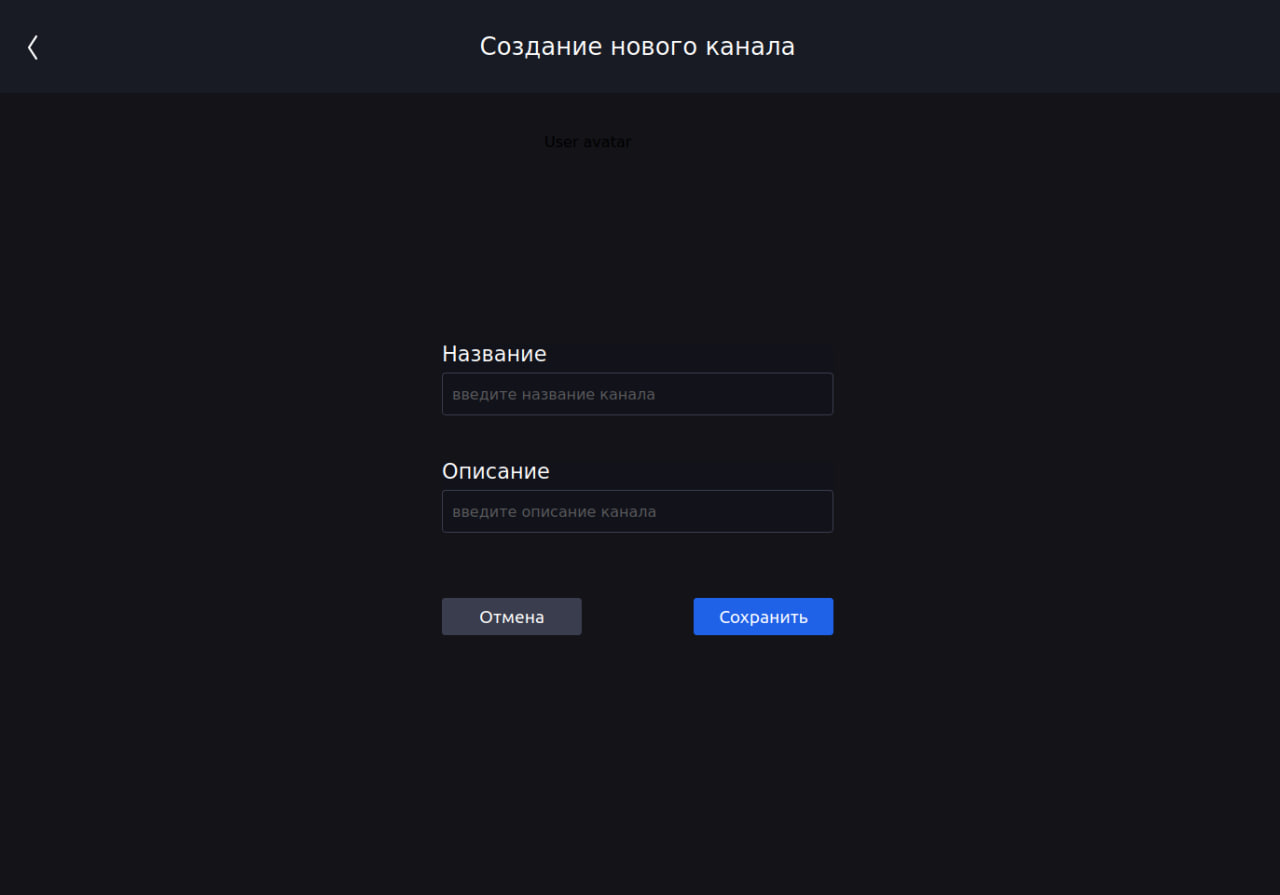 Создание нового канала
User avatar
Название
введите название канала
Описание
введите описание канала
Отмена
Сохранить